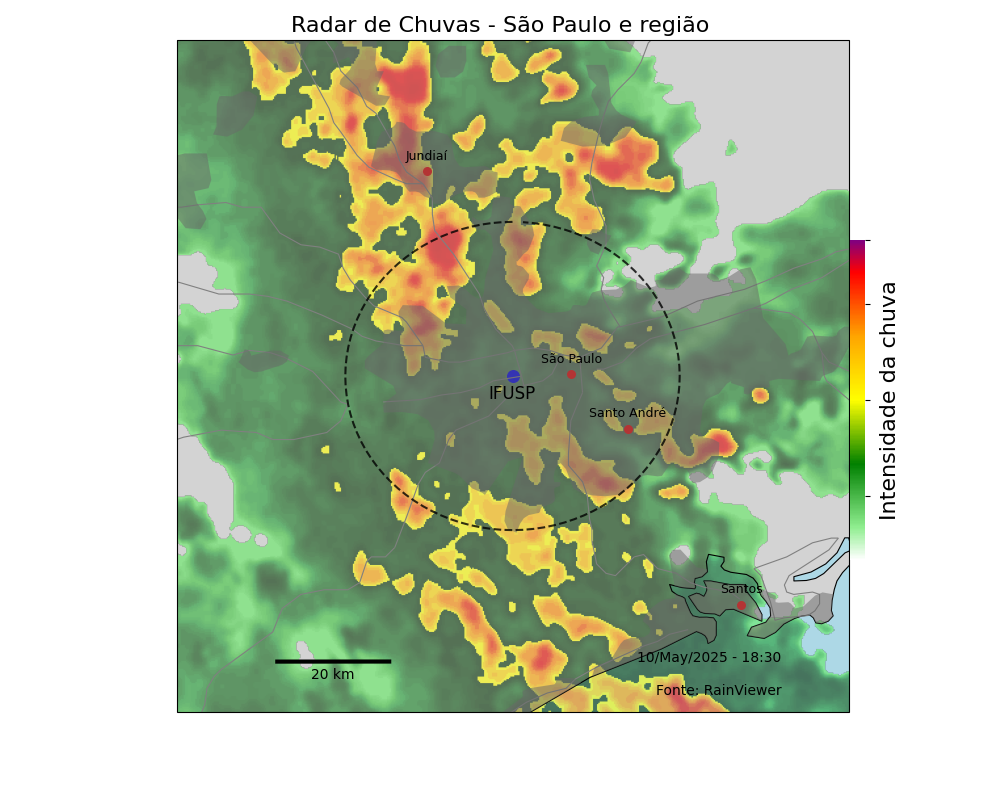 Radar de Chuvas - São Paulo e região
Jundiaí
São Paulo
IFUSP
Santo André
Santos
10/May/2025 - 18:30
20 km
Fonte: RainViewer
Intensidade da chuva